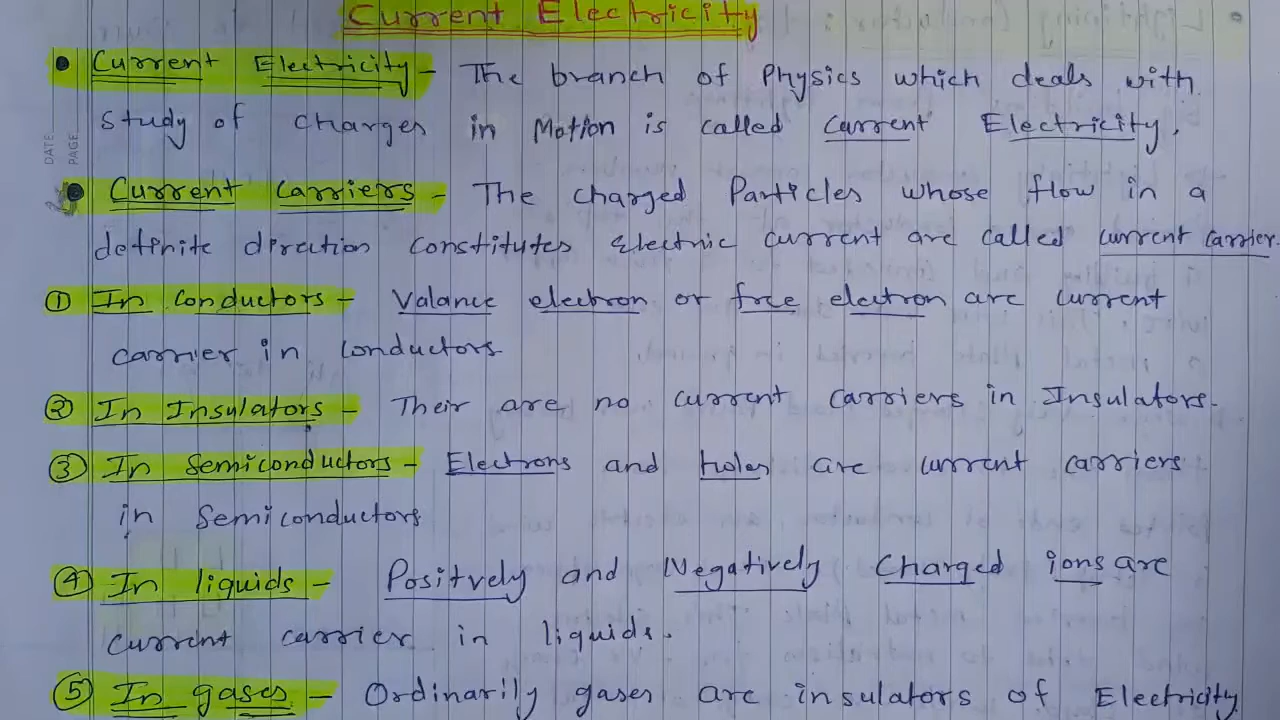 Current Electricity
• Current Electricity - The branch of Physics which deals with
study of charges in Motion is called Current Electricity.
• Current Carriers - The charged Particles whose flow in a
definite diration constitutes Electric current are called current carrier.
① In conductors - Valance electron or free electron are current
carrier in conductors.
② In Insulators - Their are no current carriers in Insulators.
③ In Semiconductors - Electrons and holes are current carriers
in Semiconductors
④ In liquids - Positvely and Negatively Charged ions are
current carrier in liquids.
⑤ In gases - Ordinarily gases are insulators of Electricity
DATE
PAGE